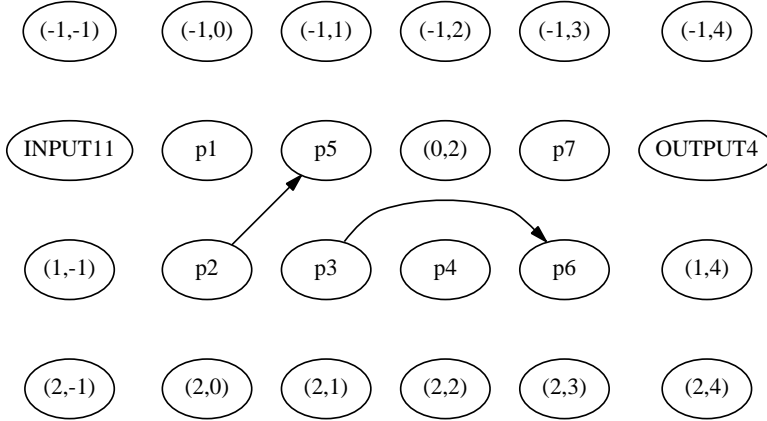 (-1,-1) (-1,0) (-1,1) (-1,2) (-1,3) (-1,4)
INPUT11 p1 p5 (0,2) p7 OUTPUT4
(1,-1) p2 p3 p4 p6 (1,4)
(2,-1) (2,0) (2,1) (2,2) (2,3) (2,4)